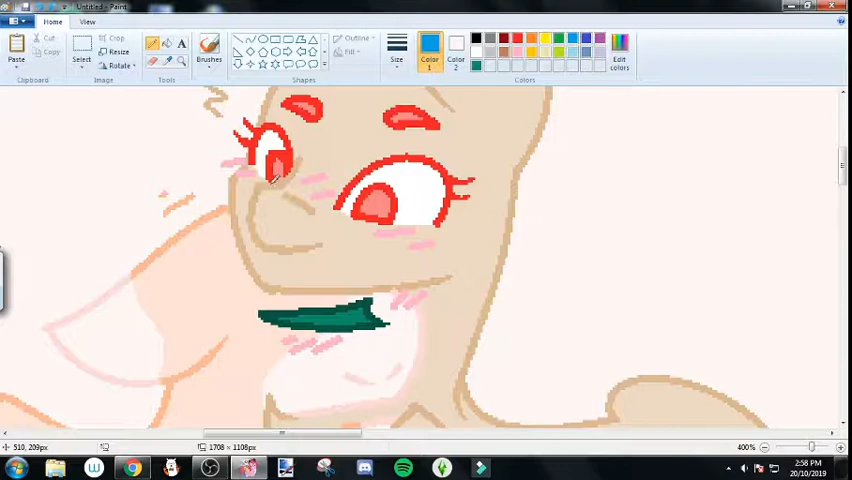 Untitled - Paint
Home View
Paste Cut Copy Select Crop Resize Rotate Brushes Outline Fill Size Color 1 Color 2 Edit colors
Clipboard Image Tools Shapes Colors
510, 209px 1708 × 1108px 400%
2:58 PM
20/10/2019